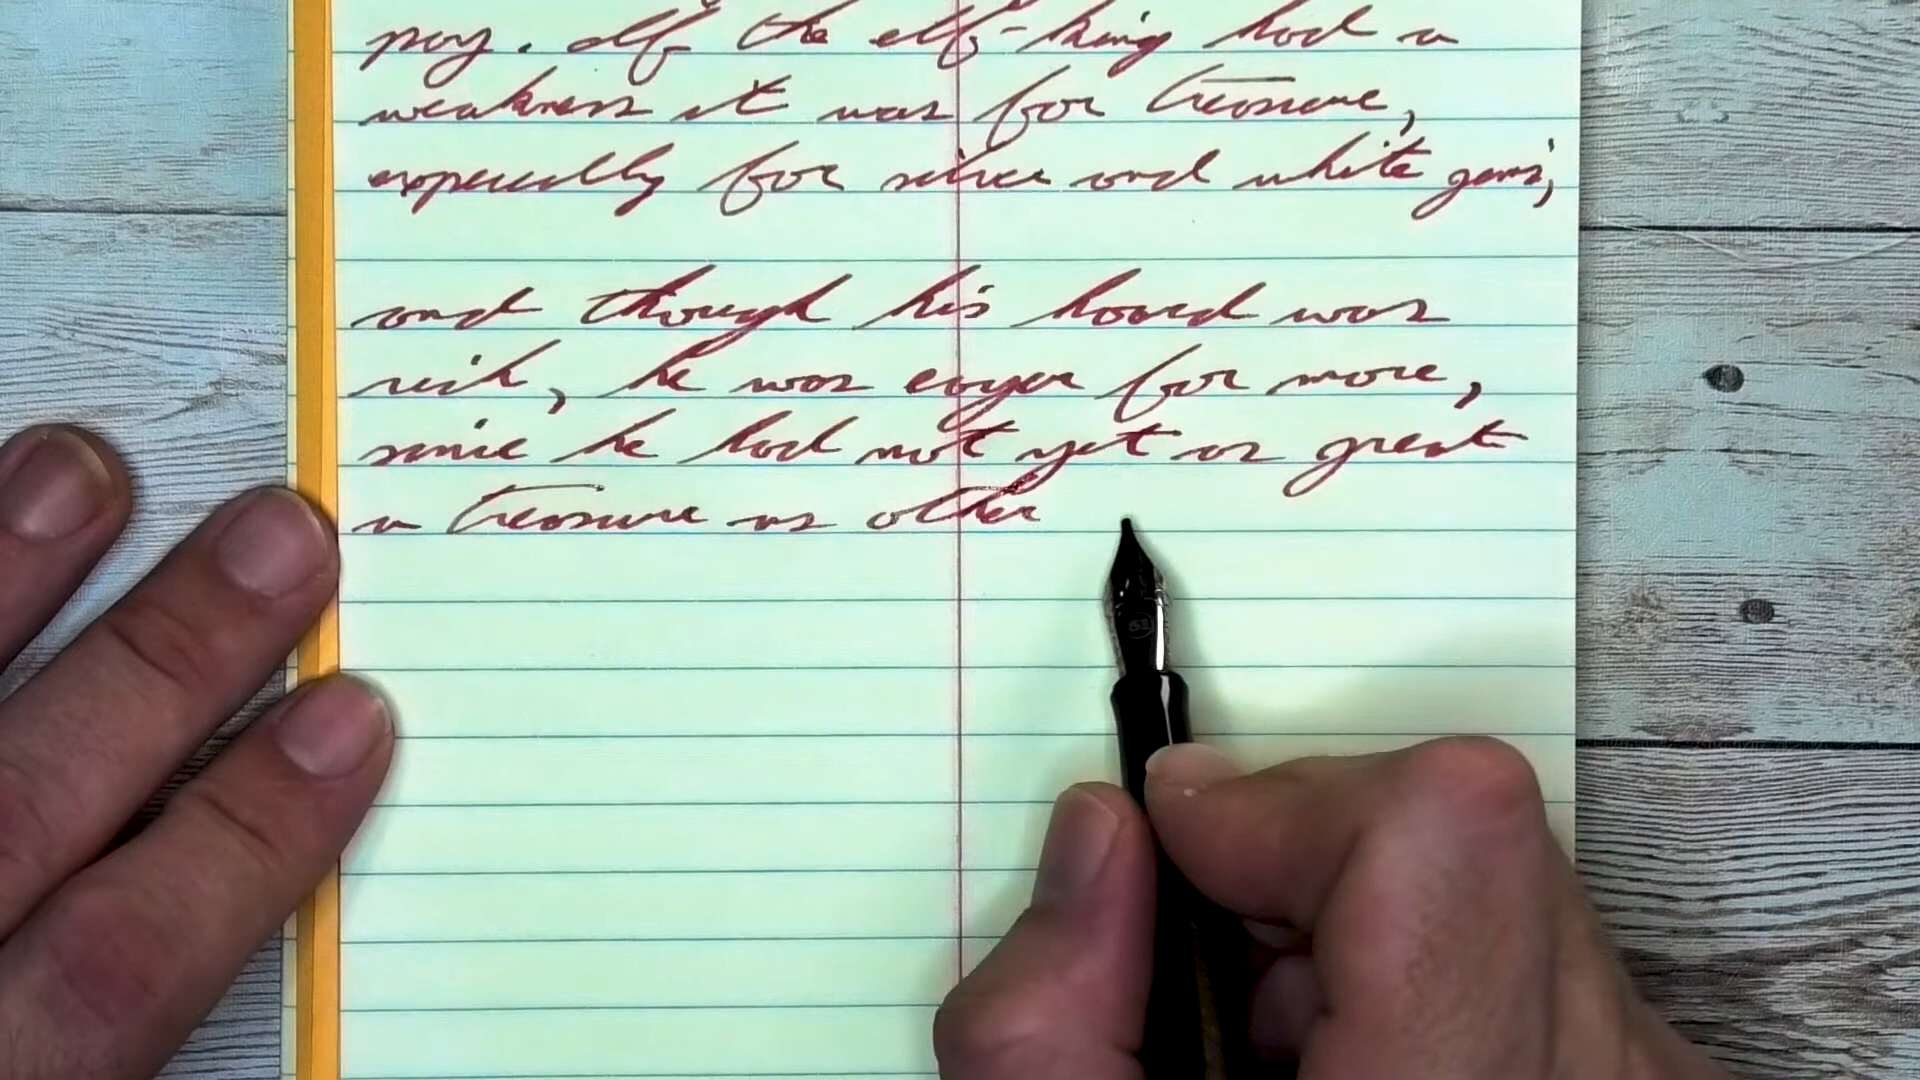 pay. If the elf-king had a
weakness it was for treasure,
especially for silver and white gems;
and though his hoard was
rich, he was eager for more,
since he had not yet as great
a treasure as other